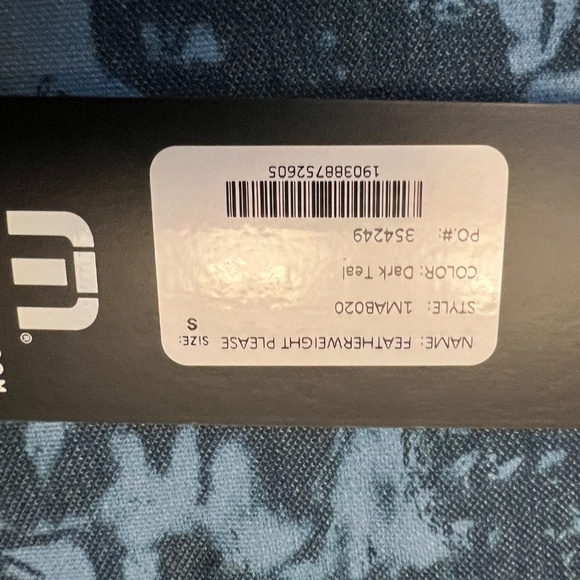 NAME: FEATHERWEIGHT PLEASE
SIZE: S
STYLE: 1MAB020
COLOR: Dark Teal
PO.#: 354249
190388752605
®